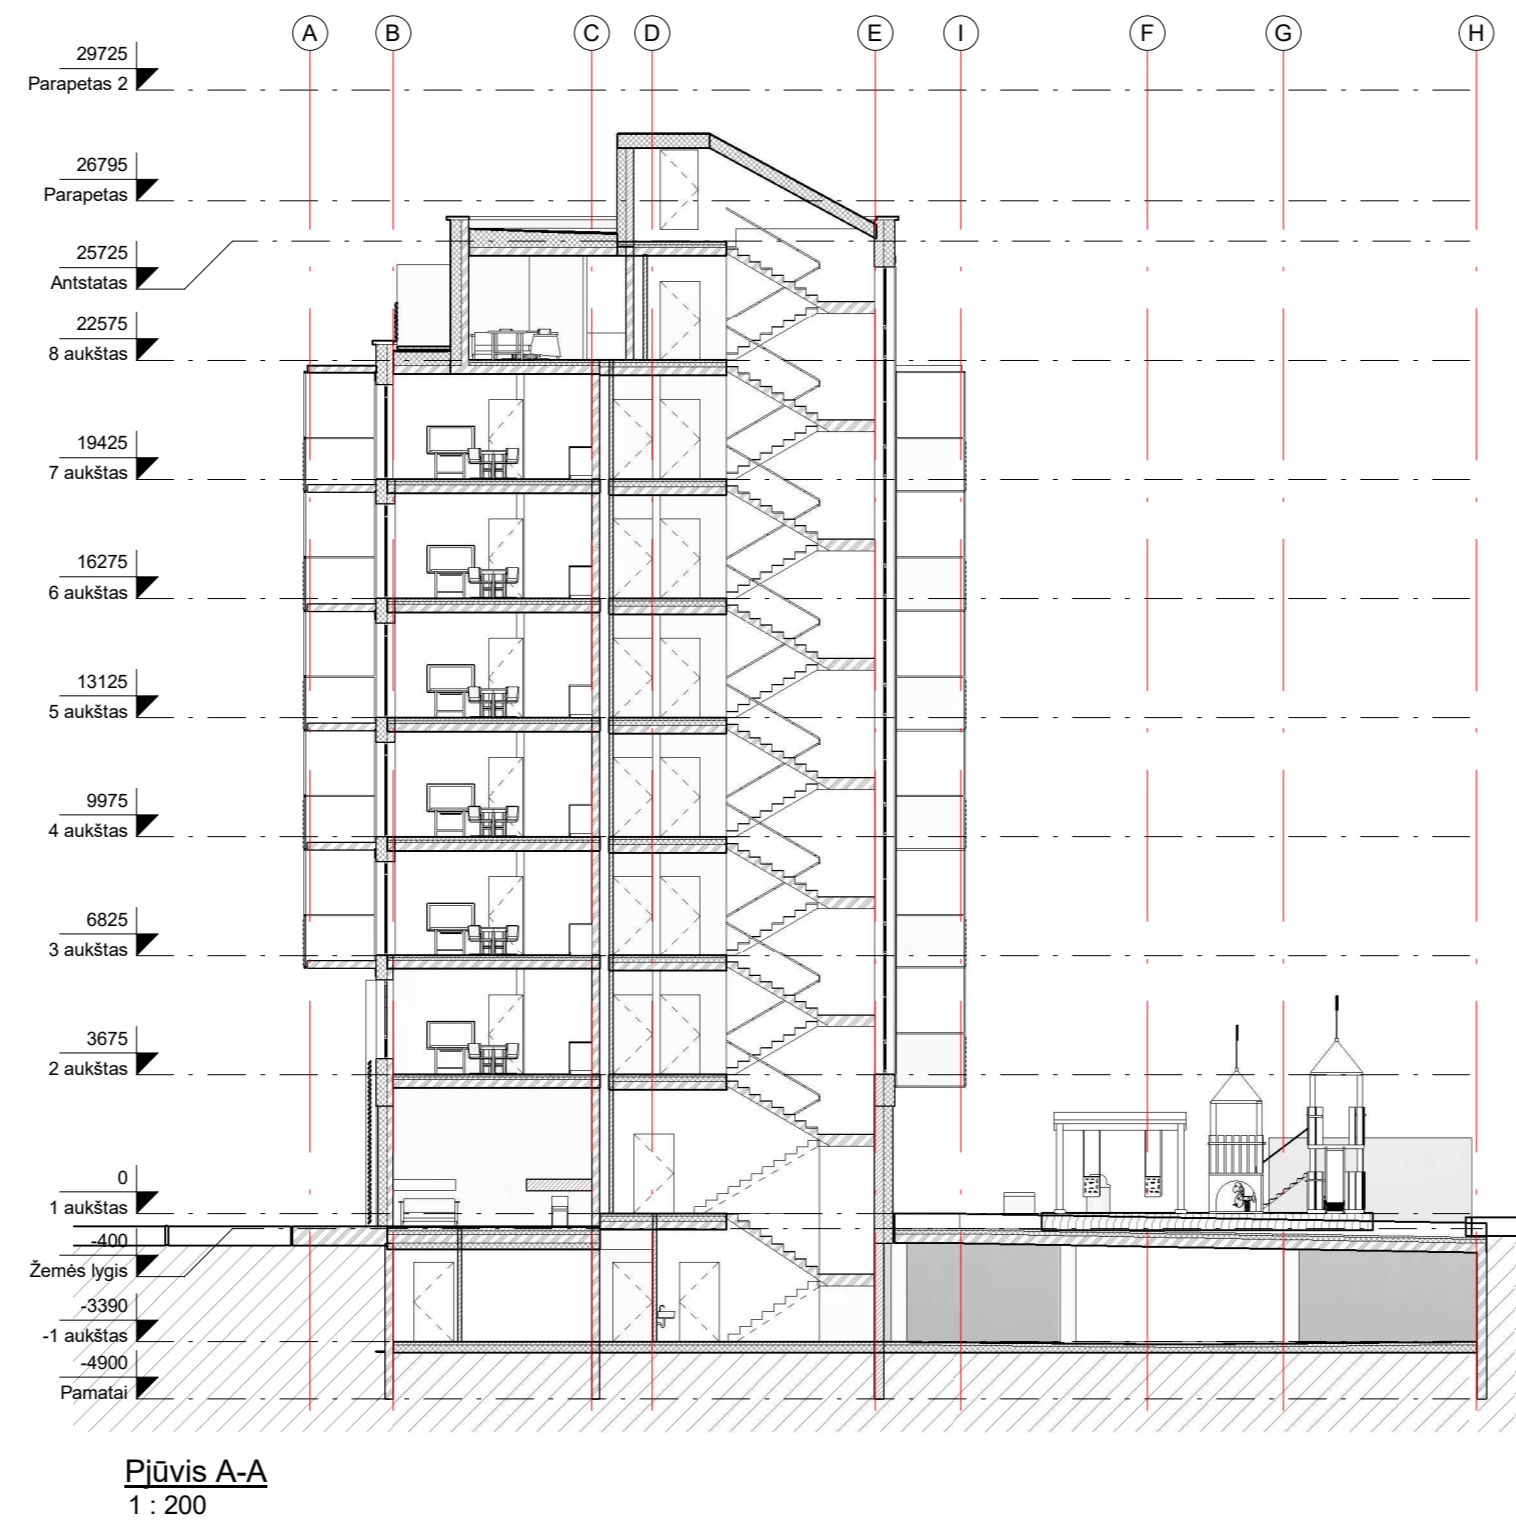 A B C D E I F G H
29725
Parapetas 2
26795
Parapetas
25725
Antstatas
22575
8 aukštas
19425
7 aukštas
16275
6 aukštas
13125
5 aukštas
9975
4 aukštas
6825
3 aukštas
3675
2 aukštas
0
1 aukštas
-400
Žemės lygis
-3390
-1 aukštas
-4900
Pamatai
Pjūvis A-A
1 : 200